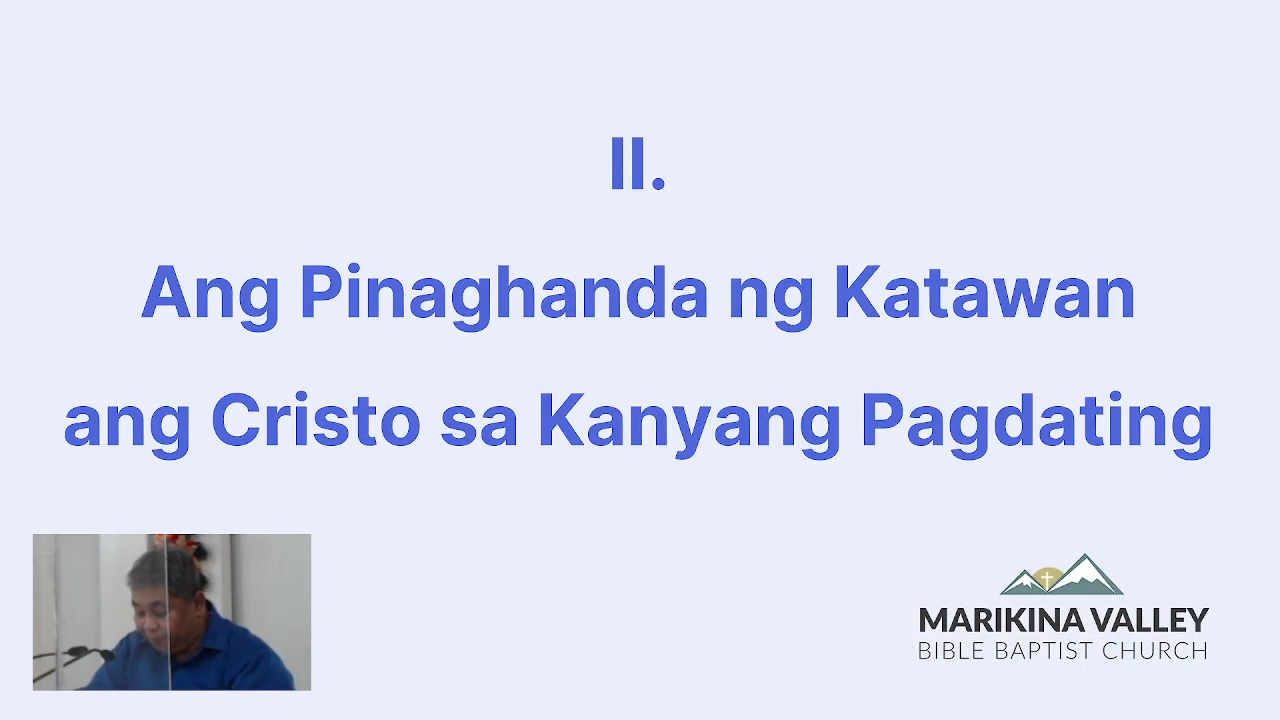 II.
Ang Pinaghanda ng Katawan
ang Cristo sa Kanyang Pagdating
MARIKINA VALLEY
BIBLE BAPTIST CHURCH